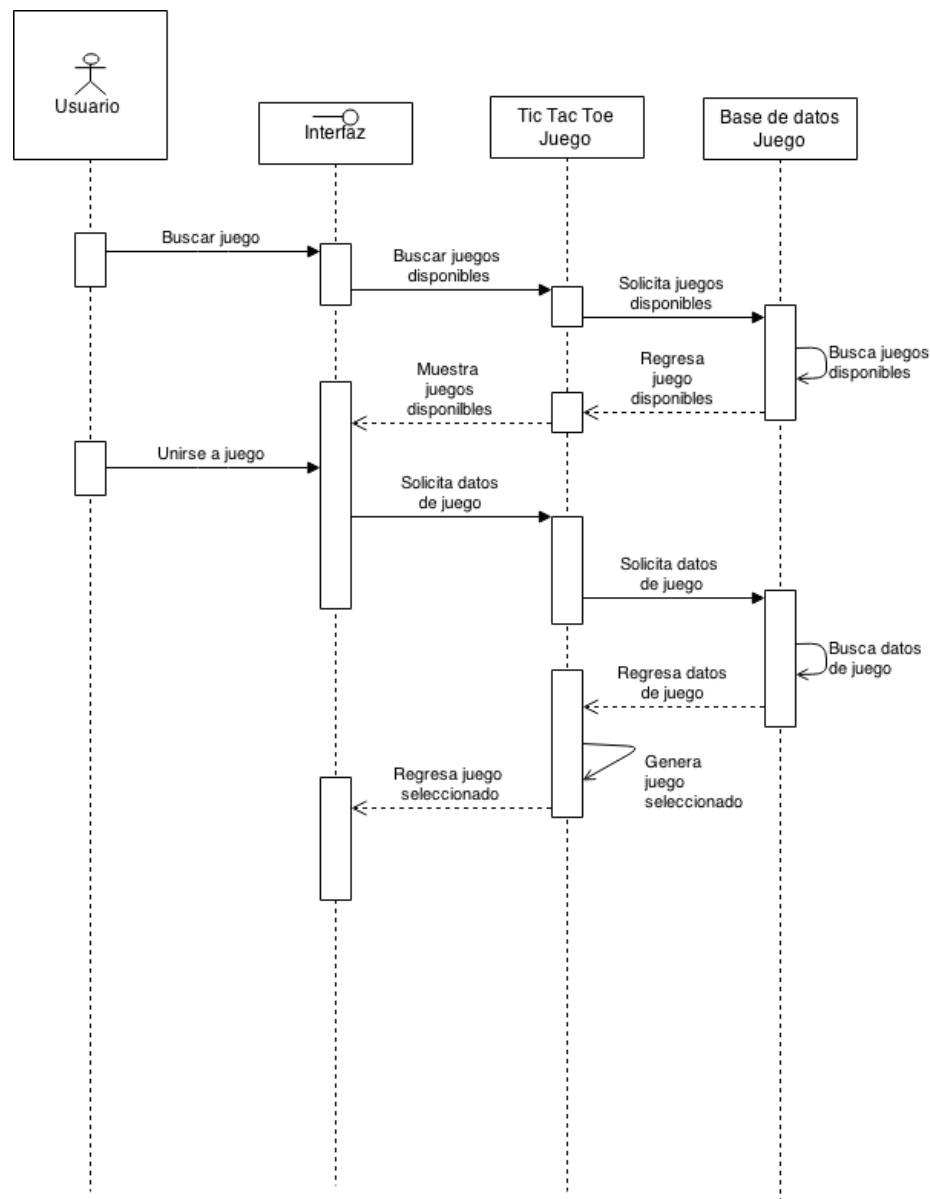 Usuario
Interfaz
Tic Tac Toe
Juego
Base de datos
Juego
Buscar juego
Buscar juegos
disponibles
Solicita juegos
disponibles
Busca juegos
disponibles
Regresa
juego
disponibles
Muestra
juegos
disponilbles
Unirse a juego
Solicita datos
de juego
Solicita datos
de juego
Busca datos
de juego
Regresa datos
de juego
Genera
juego
seleccionado
Regresa juego
seleccionado